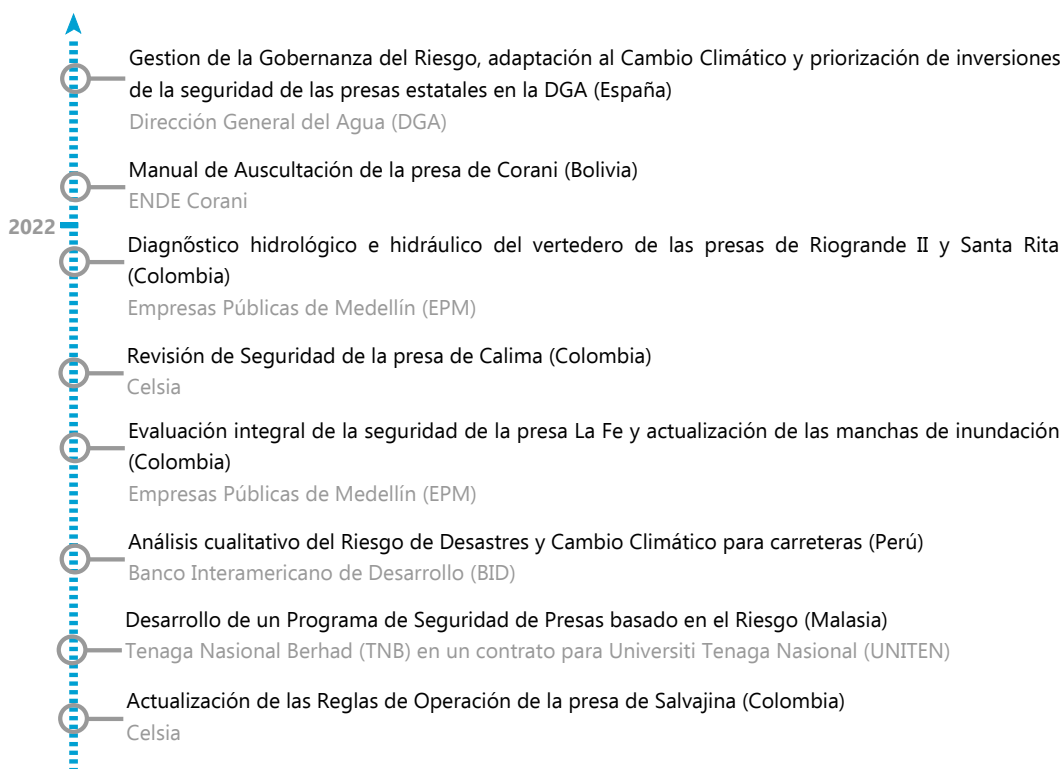 Gestion de la Gobernanza del Riesgo, adaptación al Cambio Climático y priorización de inversiones
de la seguridad de las presas estatales en la DGA (España)
Dirección General del Agua (DGA)
Manual de Auscultación de la presa de Corani (Bolivia)
ENDE Corani
2022
Diagnőstico hidrológico e hidráulico del vertedero de las presas de Riogrande II y Santa Rita
(Colombia)
Empresas Públicas de Medellín (EPM)
Revisión de Seguridad de la presa de Calima (Colombia)
Celsia
Evaluación integral de la seguridad de la presa La Fe y actualización de las manchas de inundación
(Colombia)
Empresas Públicas de Medellín (EPM)
Análisis cualitativo del Riesgo de Desastres y Cambio Climático para carreteras (Perú)
Banco Interamericano de Desarrollo (BID)
Desarrollo de un Programa de Seguridad de Presas basado en el Riesgo (Malasia)
Tenaga Nasional Berhad (TNB) en un contrato para Universiti Tenaga Nasional (UNITEN)
Actualización de las Reglas de Operación de la presa de Salvajina (Colombia)
Celsia